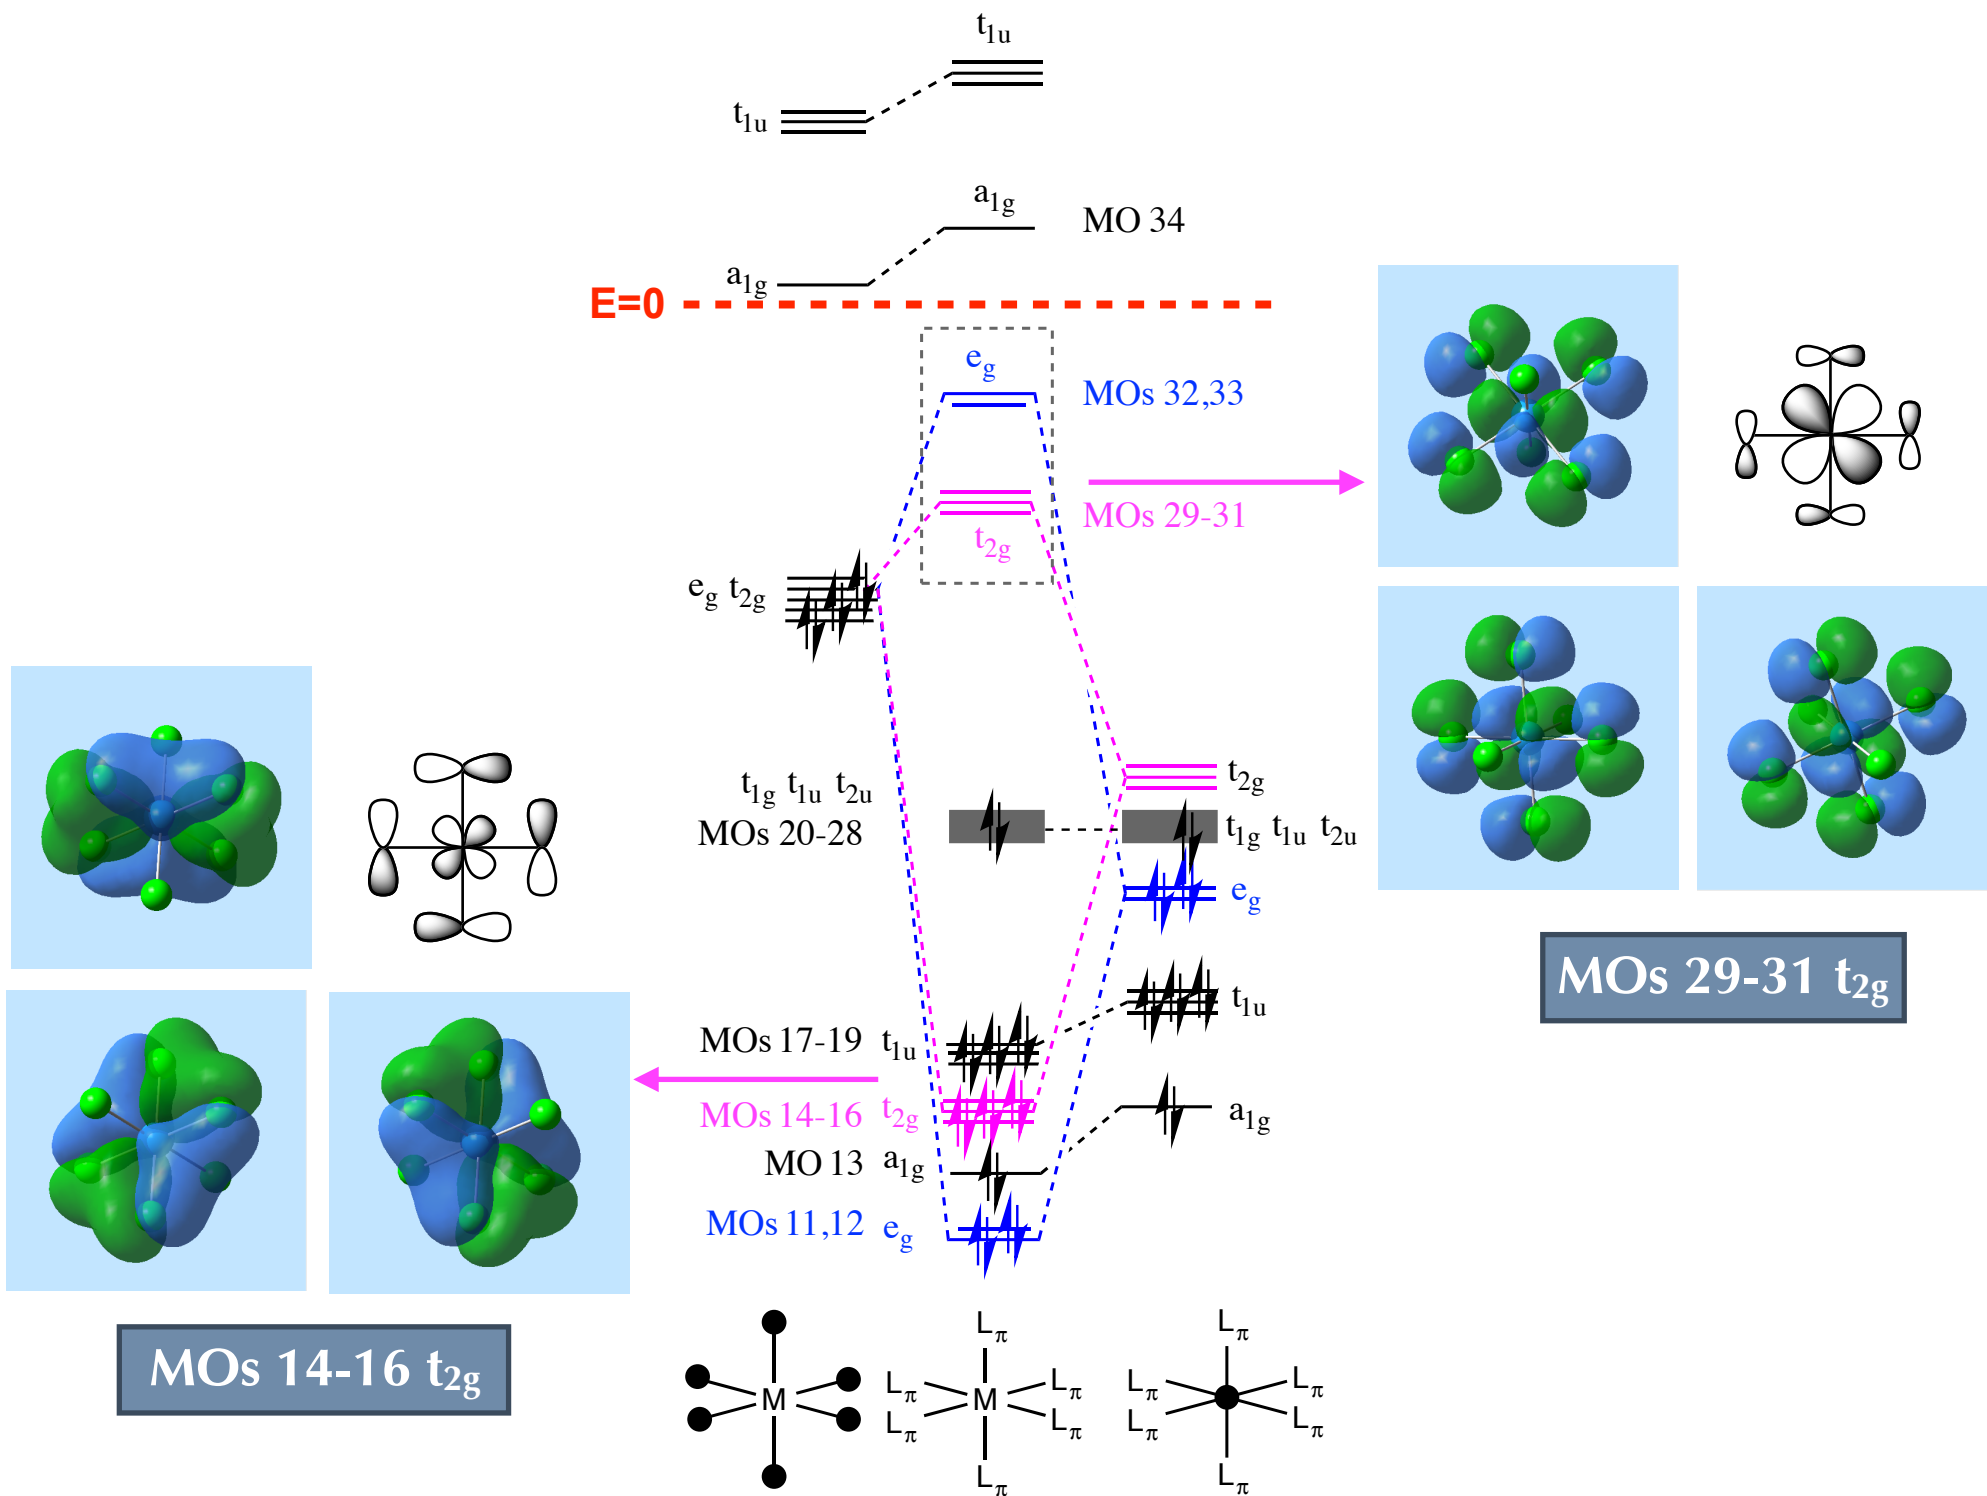 t1u
t1u
a1g
MO 34
a1g
E=0
eg
MOs 32,33
MOs 29-31
t2g
eg t2g
t2g
t1g t1u t2u
MOs 20-28
t1g t1u t2u
eg
MOs 29-31 t2g
t1u
MOs 17-19 t1u
MOs 14-16 t2g
a1g
MO 13 a1g
MOs 11,12 eg
MOs 14-16 t2g
Lπ Lπ
Lπ Lπ Lπ Lπ
M M
Lπ Lπ Lπ Lπ
Lπ Lπ